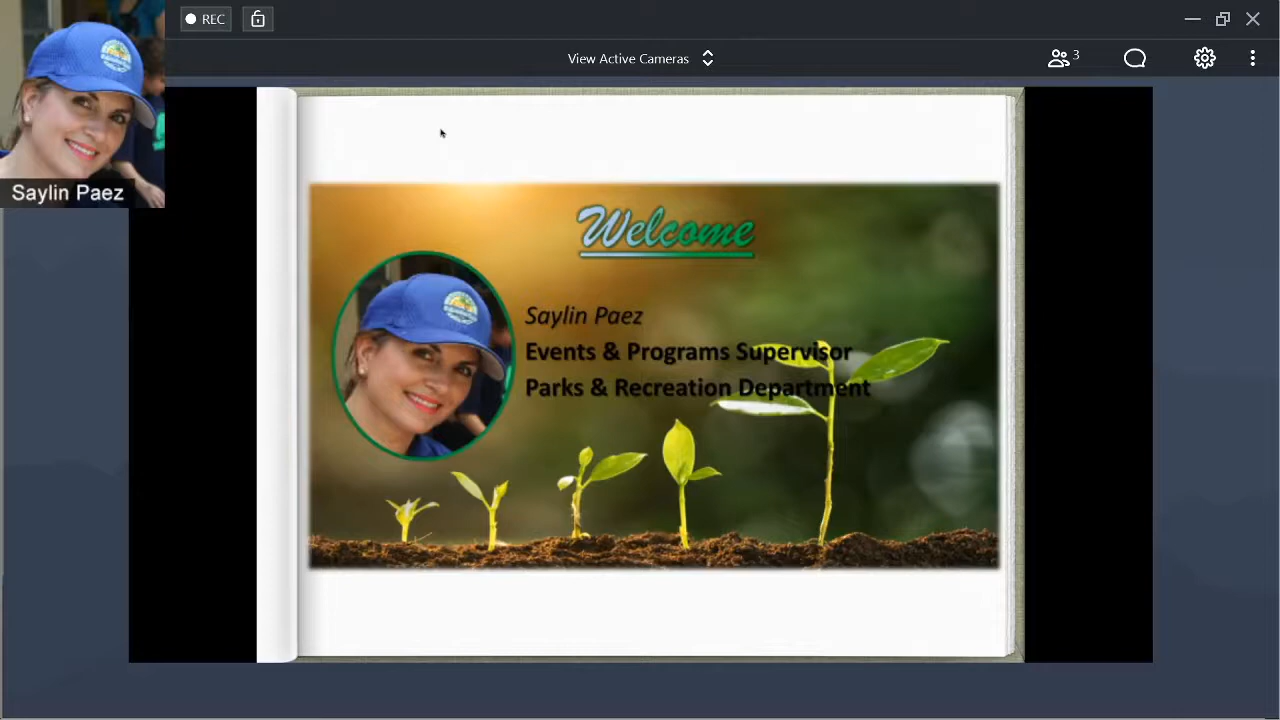 REC
View Active Cameras
3
Saylin Paez
Welcome
Saylin Paez
Events & Programs Supervisor
Parks & Recreation Department